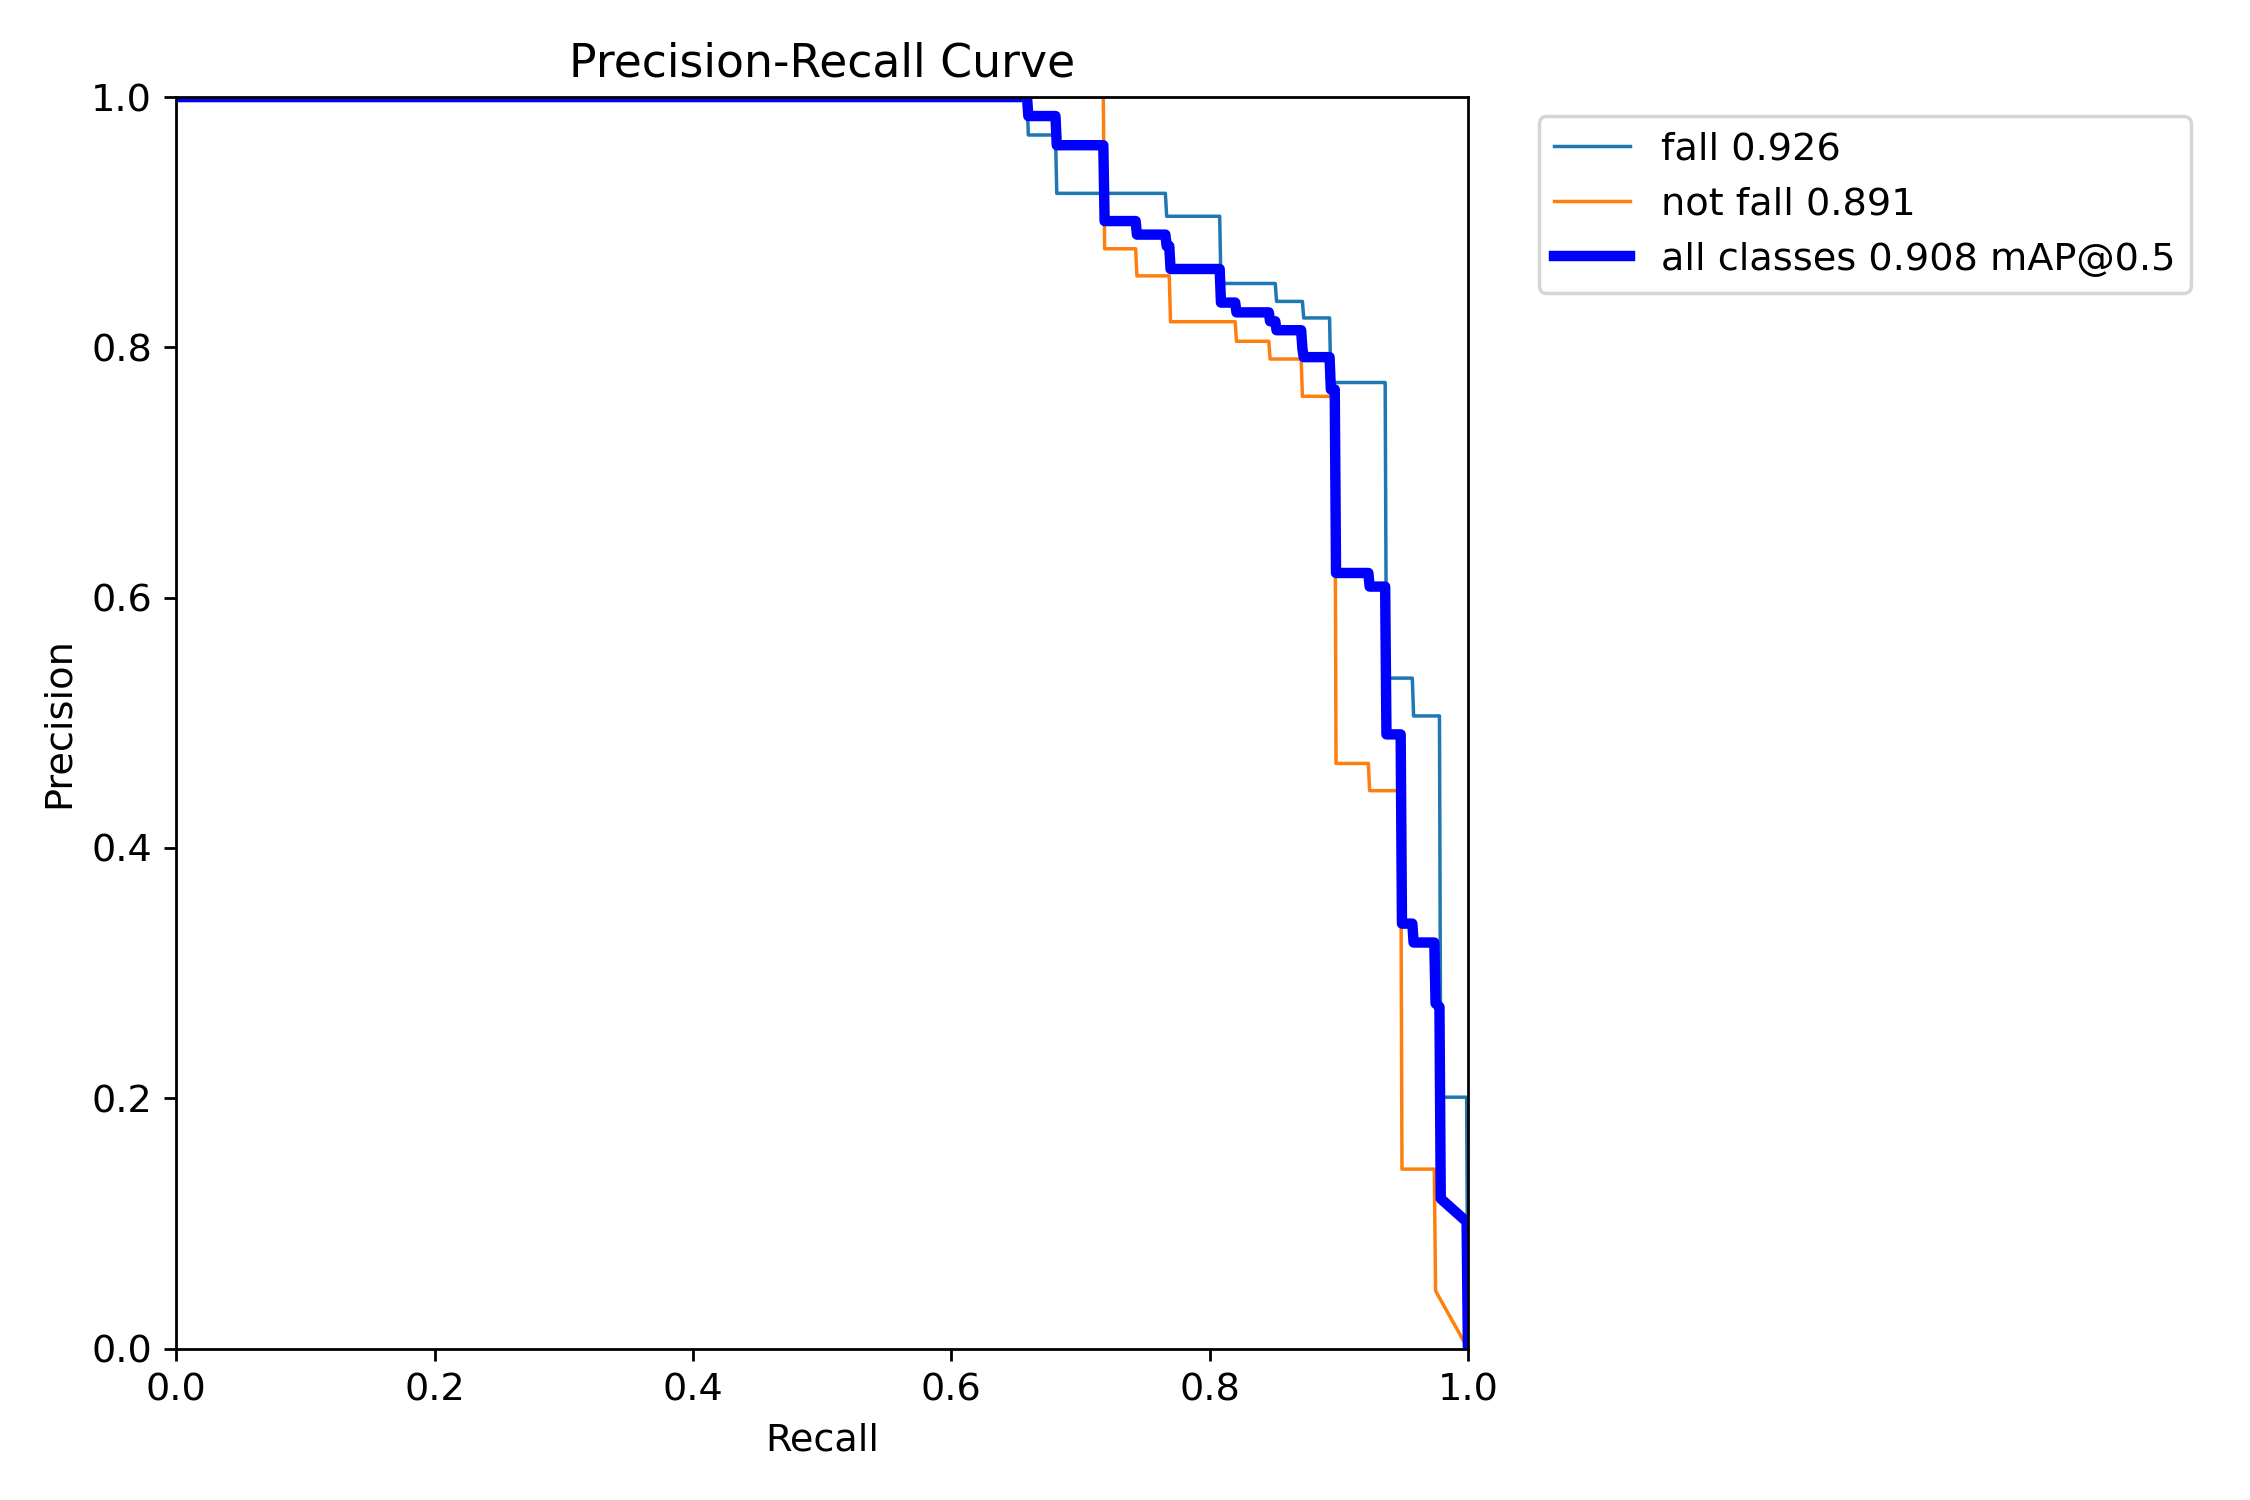 Precision-Recall Curve
1.0
0.8
0.6
0.4
0.2
0.0
Precision
0.0 0.2 0.4 0.6 0.8 1.0
Recall
fall 0.926
not fall 0.891
all classes 0.908 mAP@0.5